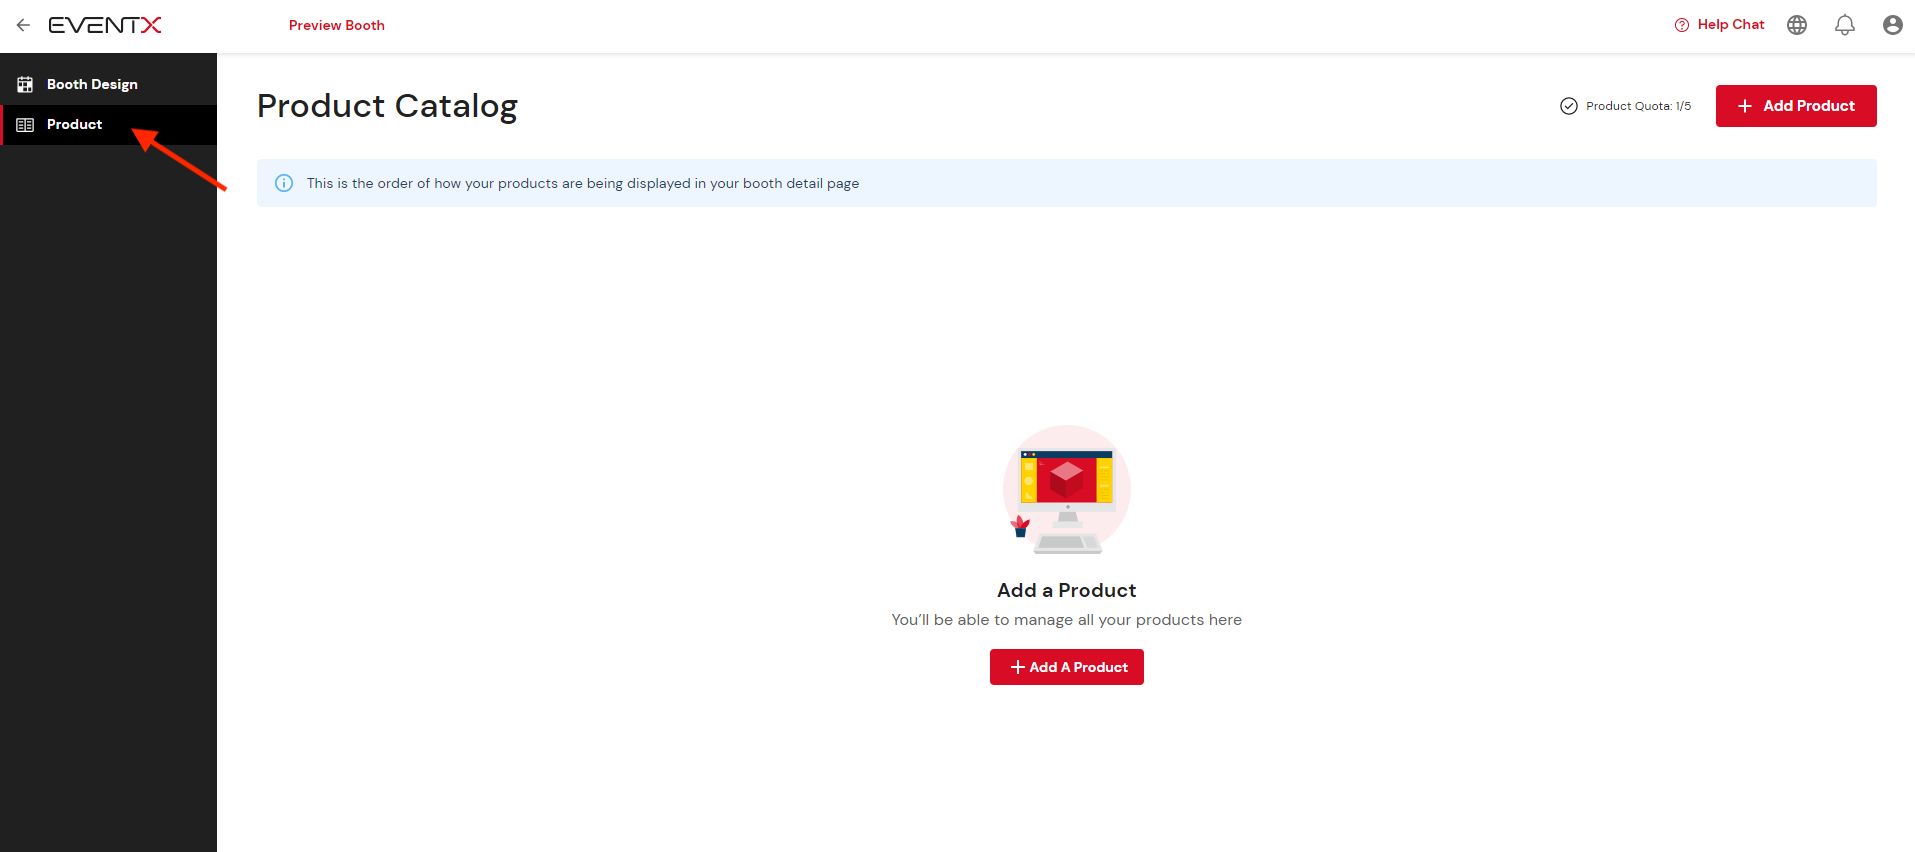 EVENTX
Preview Booth
Help Chat
Booth Design
Product
Product Catalog
Product Quota: 1/5
Add Product
This is the order of how your products are being displayed in your booth detail page
Add a Product
You’ll be able to manage all your products here
Add A Product